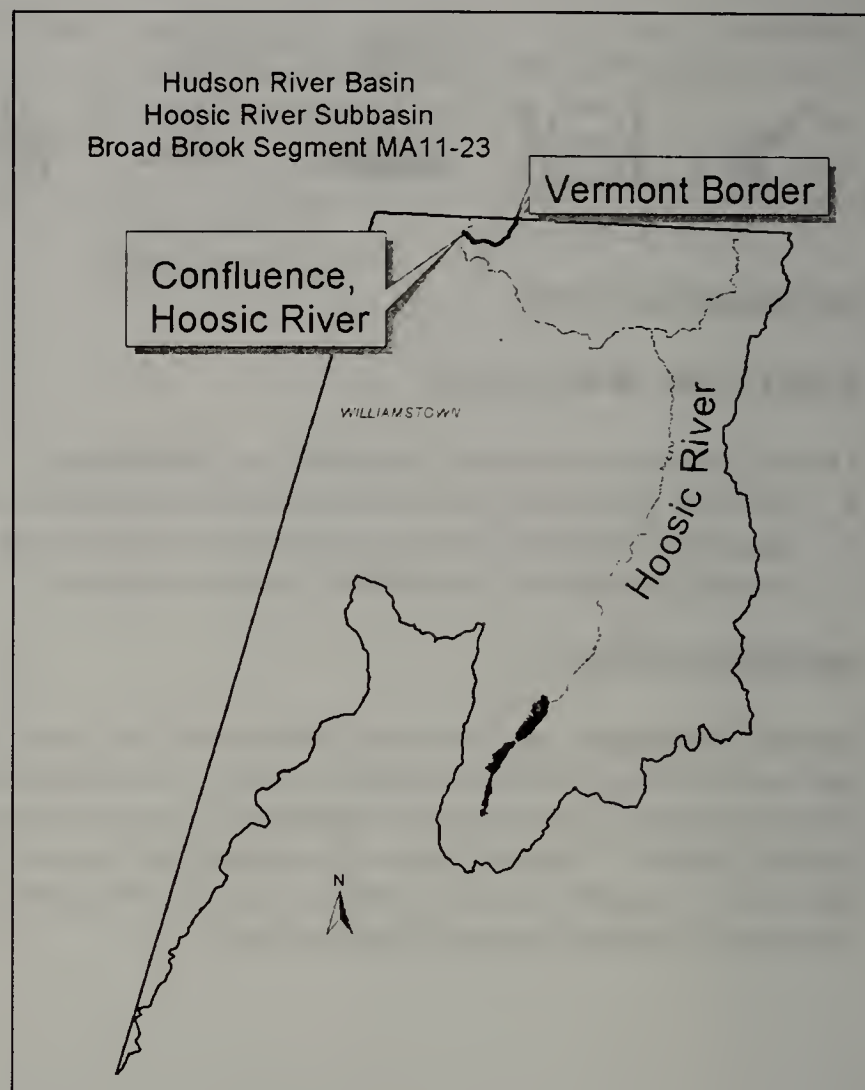 Hudson River Basin
Hoosic River Subbasin
Broad Brook Segment MA11-23
Vermont Border
Confluence,
Hoosic River
WILLIAMSTOWN
Hoosic River
N